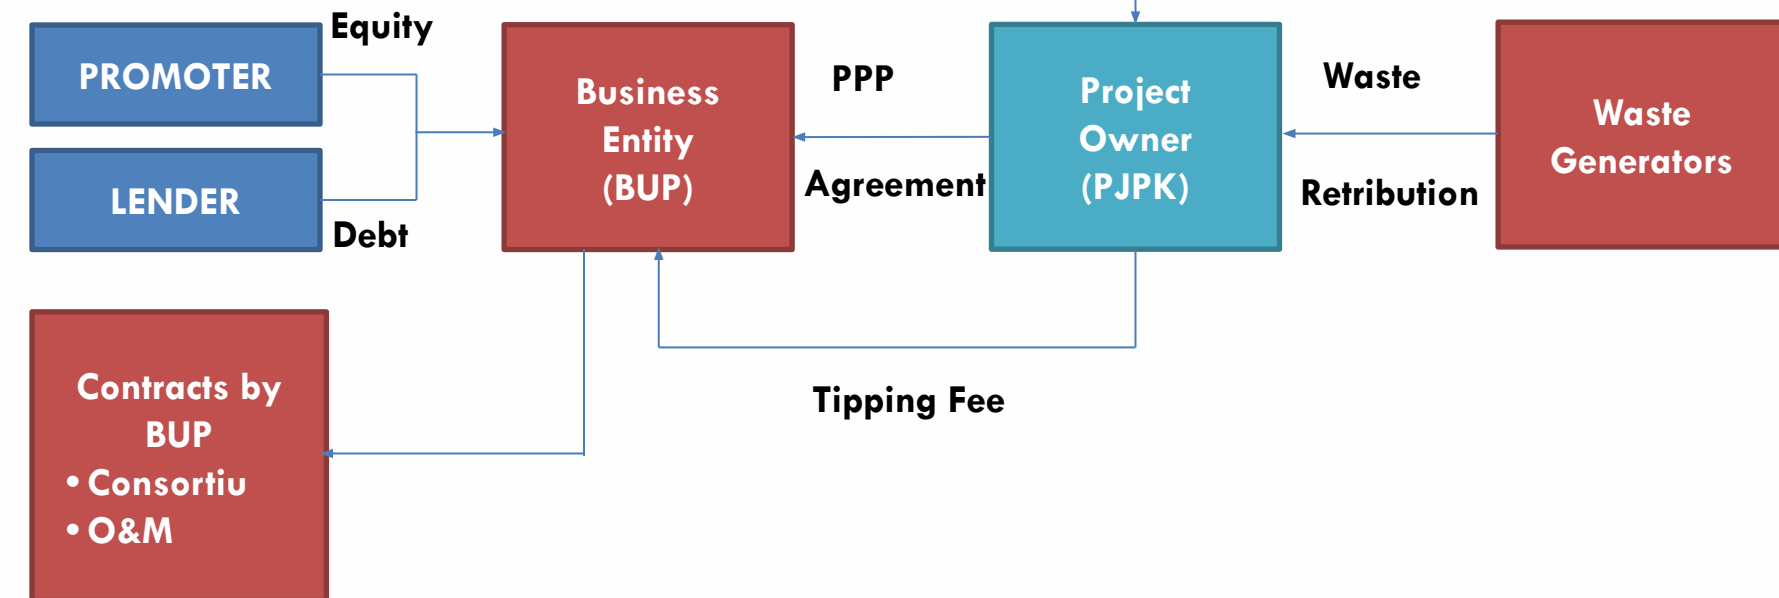 Equity
PROMOTER
LENDER
Debt
Business
Entity
(BUP)
PPP
Agreement
Project
Owner
(PJPK)
Waste
Retribution
Waste
Generators
Tipping Fee
Contracts by
BUP
• Consortiu
• O&M